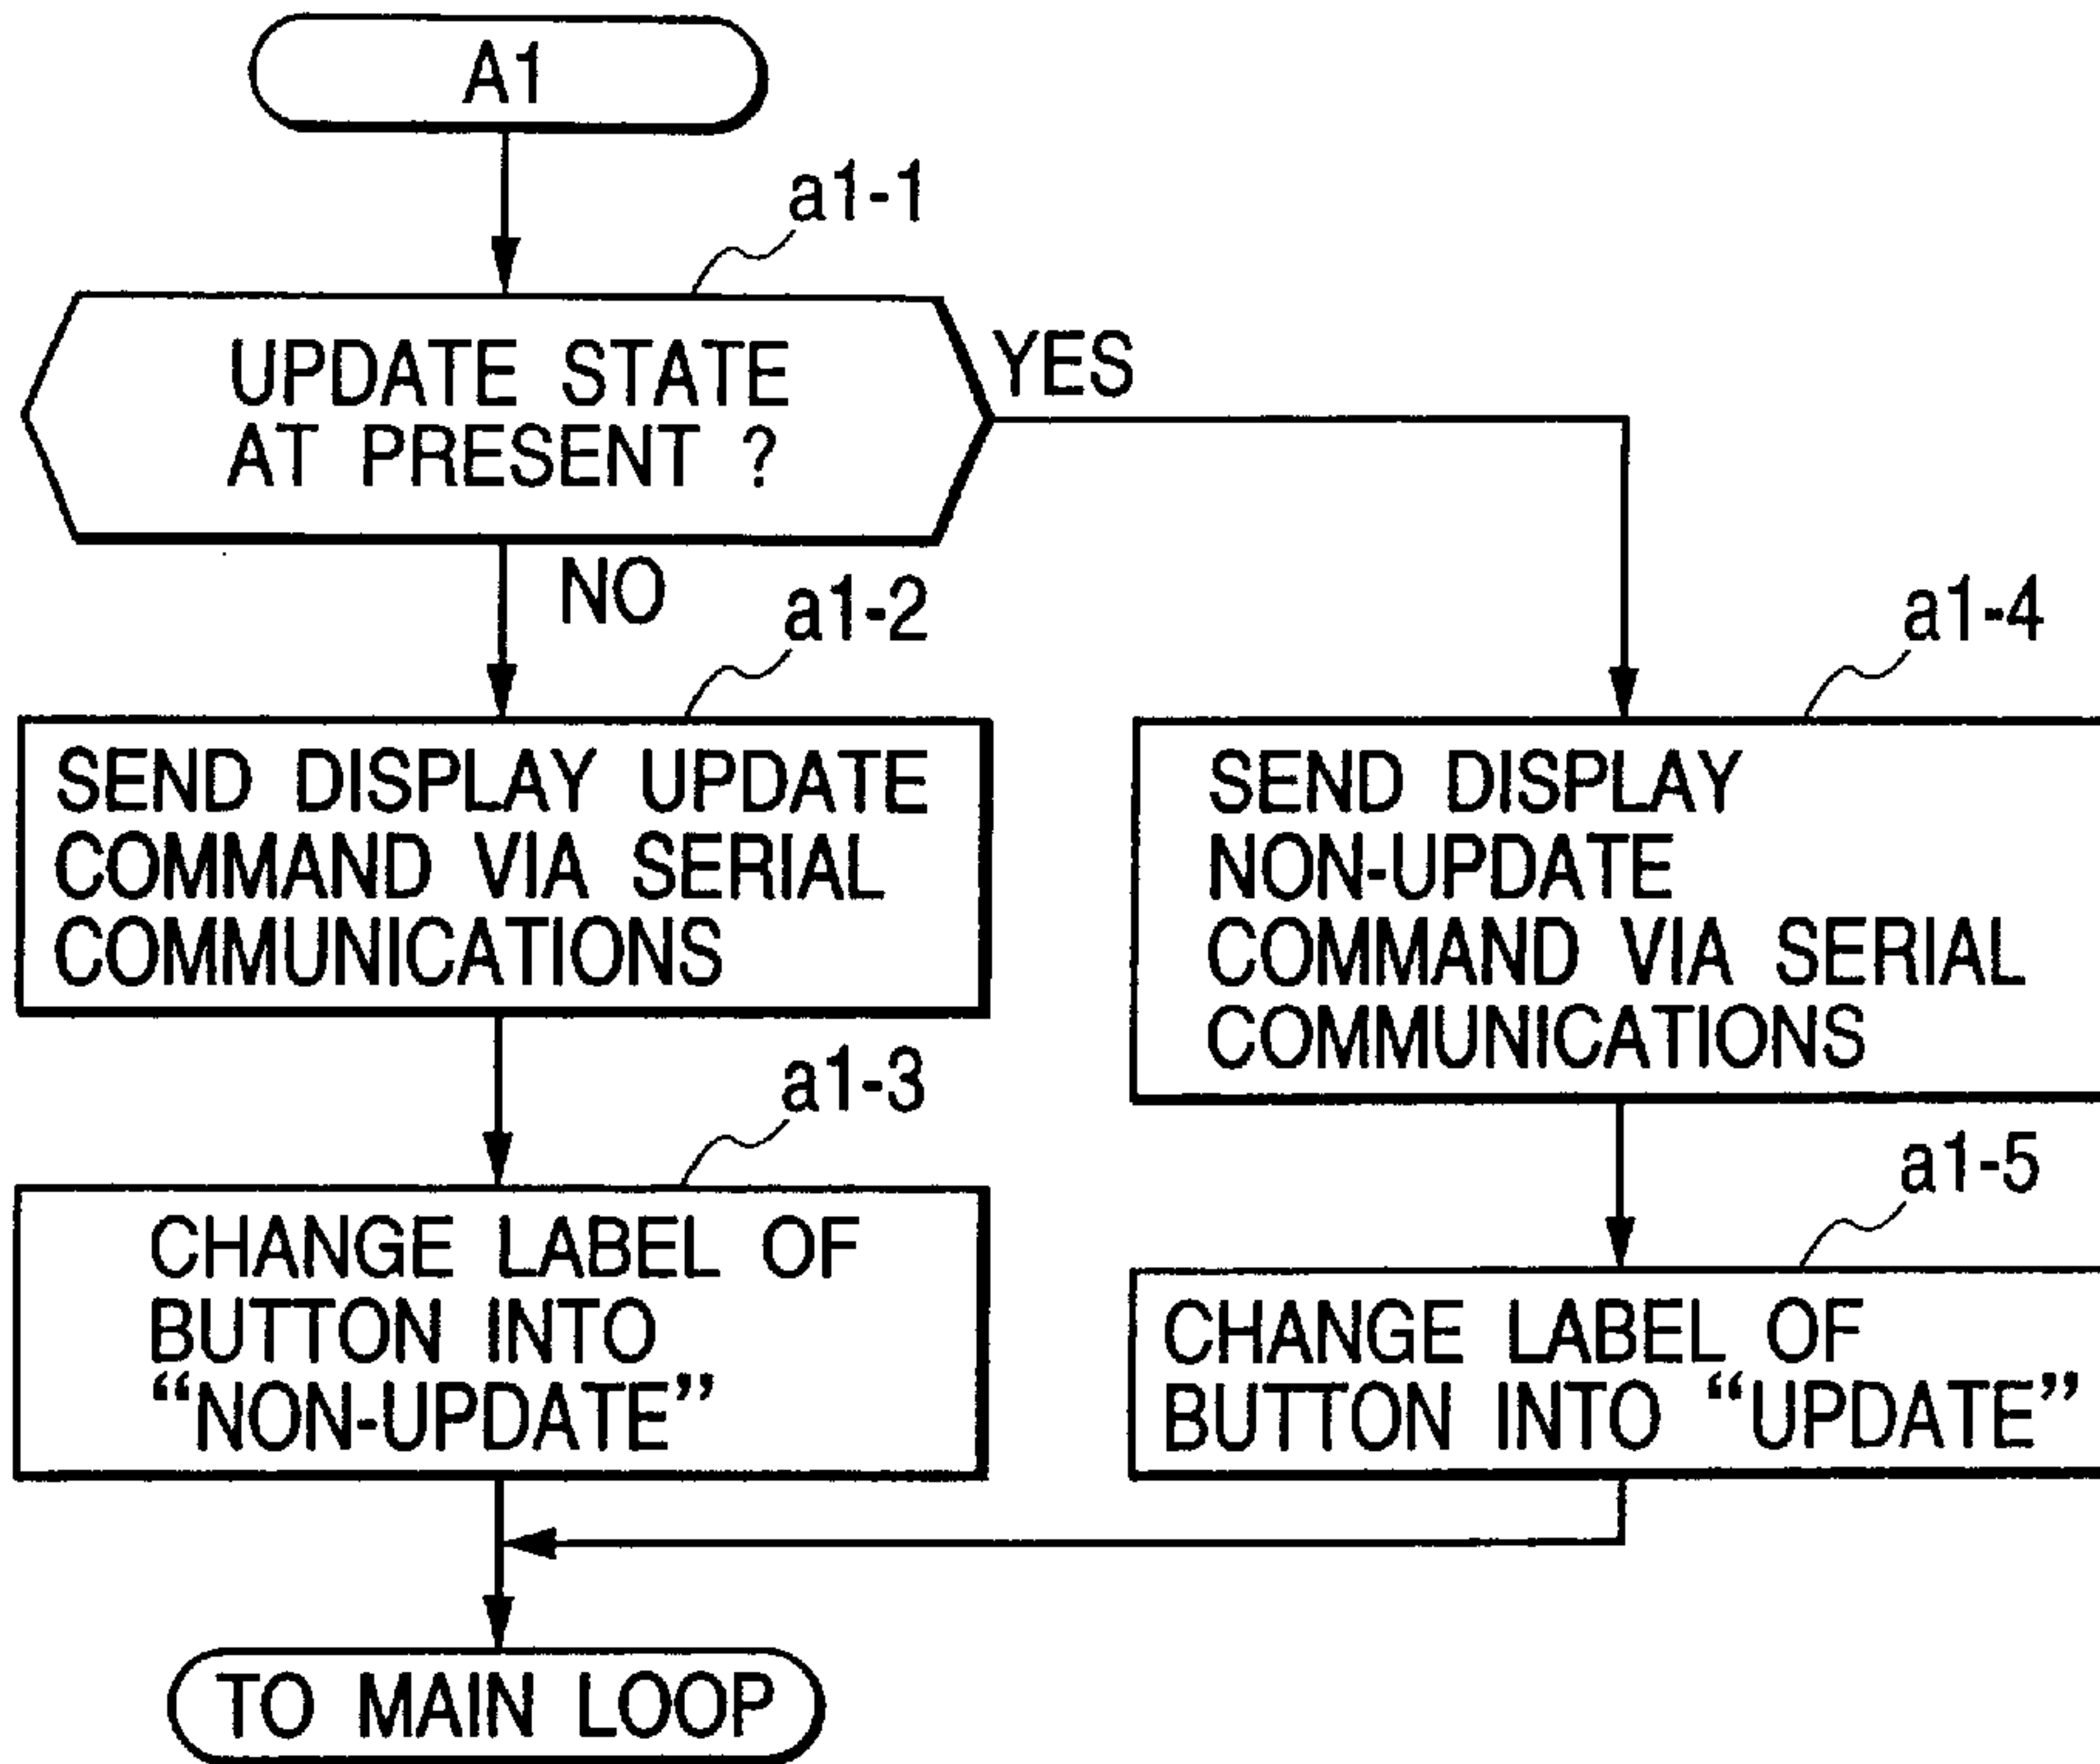 A1
a1-1
UPDATE STATE
AT PRESENT ?
YES
NO
a1-2
SEND DISPLAY UPDATE
COMMAND VIA SERIAL
COMMUNICATIONS
a1-3
CHANGE LABEL OF
BUTTON INTO
“NON-UPDATE”
a1-4
SEND DISPLAY
NON-UPDATE
COMMAND VIA SERIAL
COMMUNICATIONS
a1-5
CHANGE LABEL OF
BUTTON INTO “UPDATE”
TO MAIN LOOP